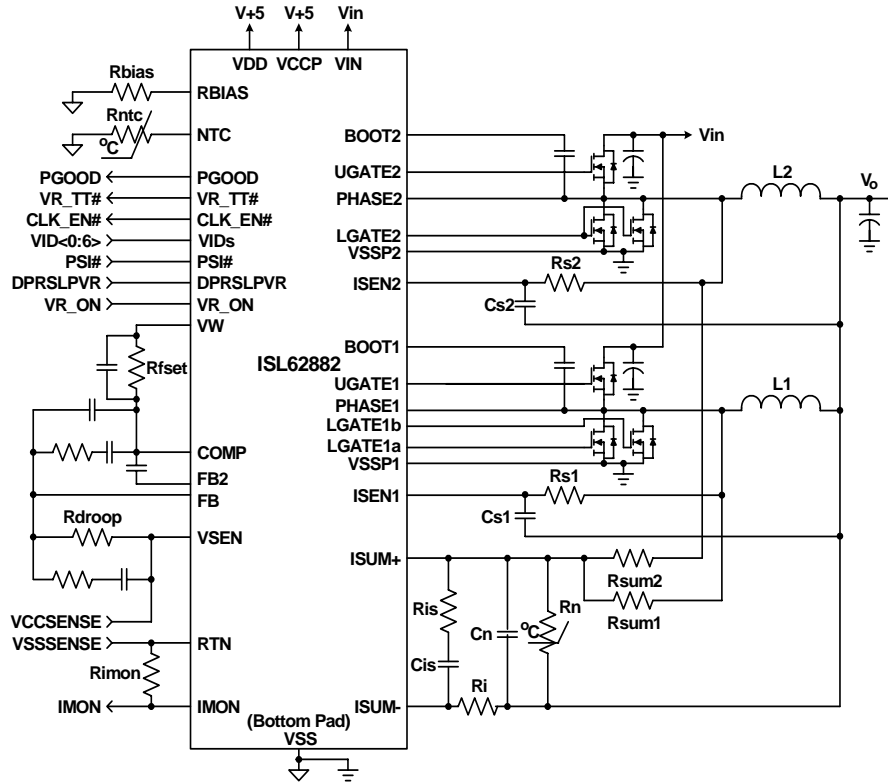 V+5 V+5 Vin
VDD VCCP VIN
Rbias
RBIAS
Rntc
°C
NTC
PGOOD PGOOD
VR_TT# VR_TT#
CLK_EN# CLK_EN#
VID<0:6> VIDs
PSI# PSI#
DPRSLPVR DPRSLPVR
VR_ON VR_ON
VW
Rfset
ISL62882
COMP
FB2
FB
Rdroop
VSEN
VCCSENSE
VSSSENSE RTN
Rimon
IMON IMON
(Bottom Pad)
VSS
BOOT2
Vin
UGATE2
L2
PHASE2
Vo
LGATE2
VSSP2
Rs2
ISEN2
Cs2
BOOT1
UGATE1
L1
PHASE1
LGATE1b
LGATE1a
VSSP1
Rs1
ISEN1
Cs1
ISUM+
Rsum2
Rsum1
Ris
Cn
°C
Rn
Cis
Ri
ISUM-